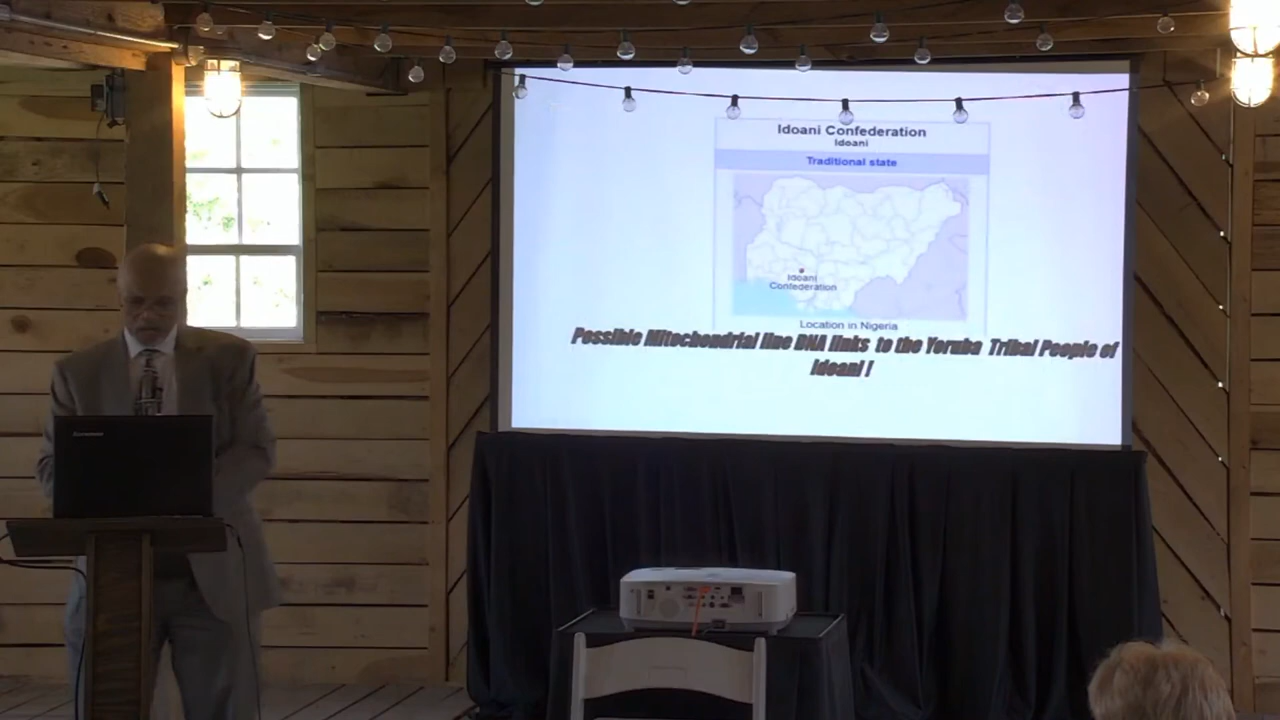 Idoani Confederation
Idoani
Traditional state
Idoani
Confederation
Location in Nigeria
Possible Mitochondrial line DNA links to the Yoruba Tribal People of
Idoani !
Lenovo